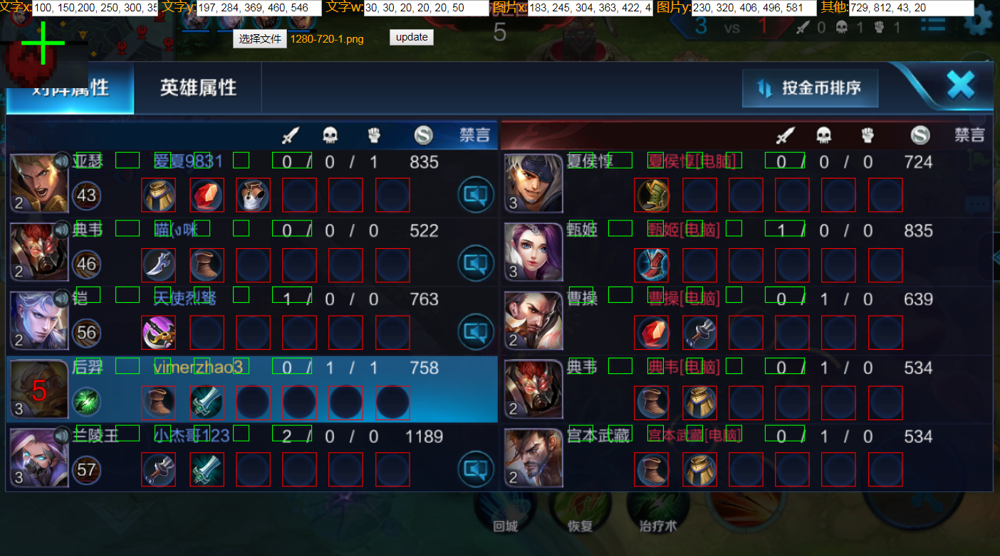 文字x: 100, 150,200, 250, 300, 35 文字y: 197, 284, 369, 460, 546 文字w: 30, 30, 20, 20, 20, 50 图片x: 183, 245, 304, 363, 422, 4 图片y: 230, 320, 406, 496, 581 其他: 729, 812, 43, 20
5 3 vs 1 0 1 1
选择文件 1280-720-1.png update
对阵属性 英雄属性 按金币排序
禁言 禁言
亚瑟 爱夏9831 0 / 0 / 1 835 夏侯惇 夏侯惇[电脑] 0 / 0 / 0 724
2 43 3
典韦 0 / 0 / 0 522 甄姬 甄姬[电脑] 1 / 0 / 0 835
2 46 3
铠 天使烈驽 1 / 0 / 0 763 曹操 曹操[电脑] 0 / 1 / 0 639
2 56 2
后羿 vimerzhao3 0 / 1 / 1 758 典韦 典韦[电脑] 0 / 1 / 0 534
5
3 2
兰陵王 小杰哥123 2 / 0 / 0 1189 宫本武藏 宫本武藏[电脑] 0 / 1 / 0 534
3 57 2
回城 恢复 治疗术